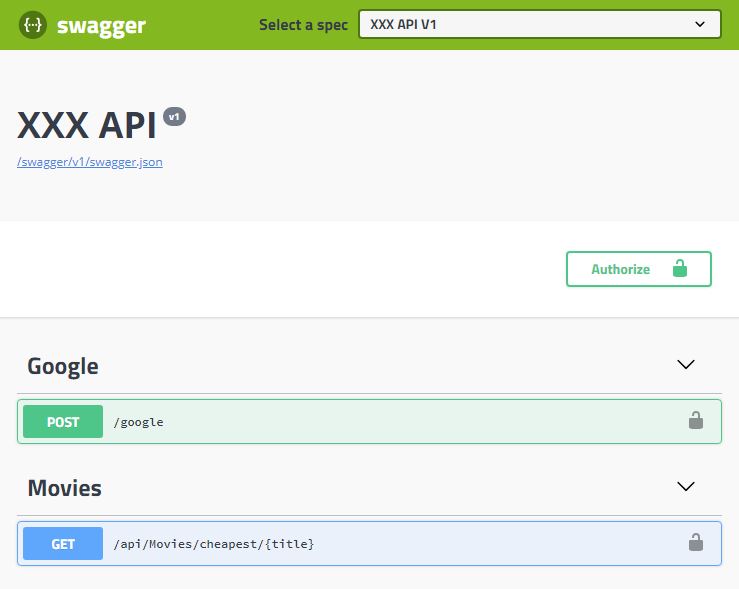 {··} swagger Select a spec XXX API V1
XXX API v1
/swagger/v1/swagger.json
Authorize
Google
POST /google
Movies
GET /api/Movies/cheapest/{title}